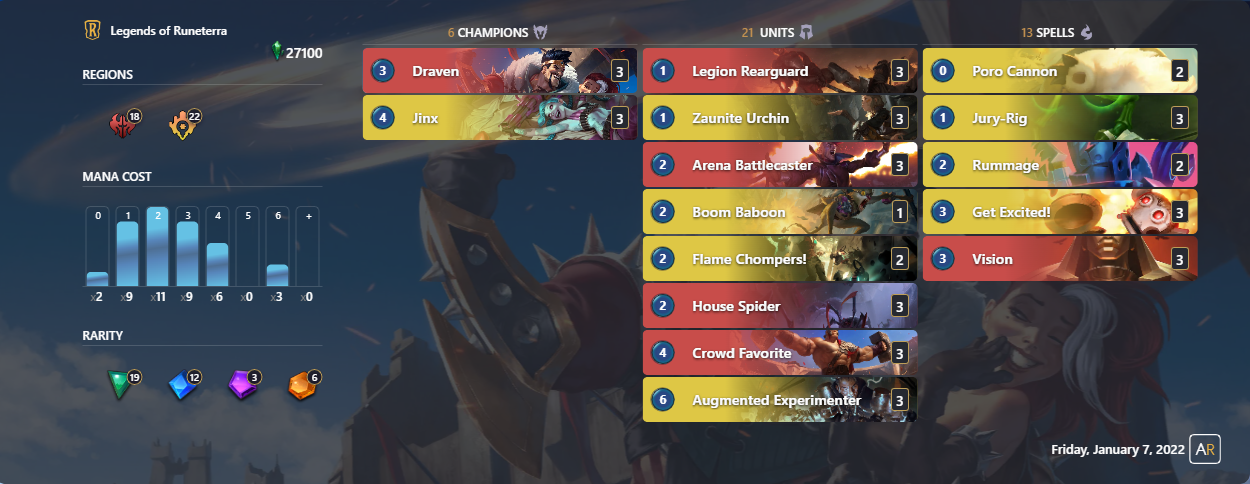 Legends of Runeterra
27100
REGIONS
18 22
MANA COST
0 1 2 3 4 5 6 +
x2 x9 x11 x9 x6 x0 x3 x0
RARITY
19 12 3 6
6 CHAMPIONS
3 Draven 3
4 Jinx 3
21 UNITS
1 Legion Rearguard 3
1 Zaunite Urchin 3
2 Arena Battlecaster 3
2 Boom Baboon 1
2 Flame Chompers! 2
2 House Spider 3
4 Crowd Favorite 3
6 Augmented Experimenter 3
13 SPELLS
0 Poro Cannon 2
1 Jury-Rig 3
2 Rummage 2
3 Get Excited! 3
3 Vision 3
Friday, January 7, 2022 AR